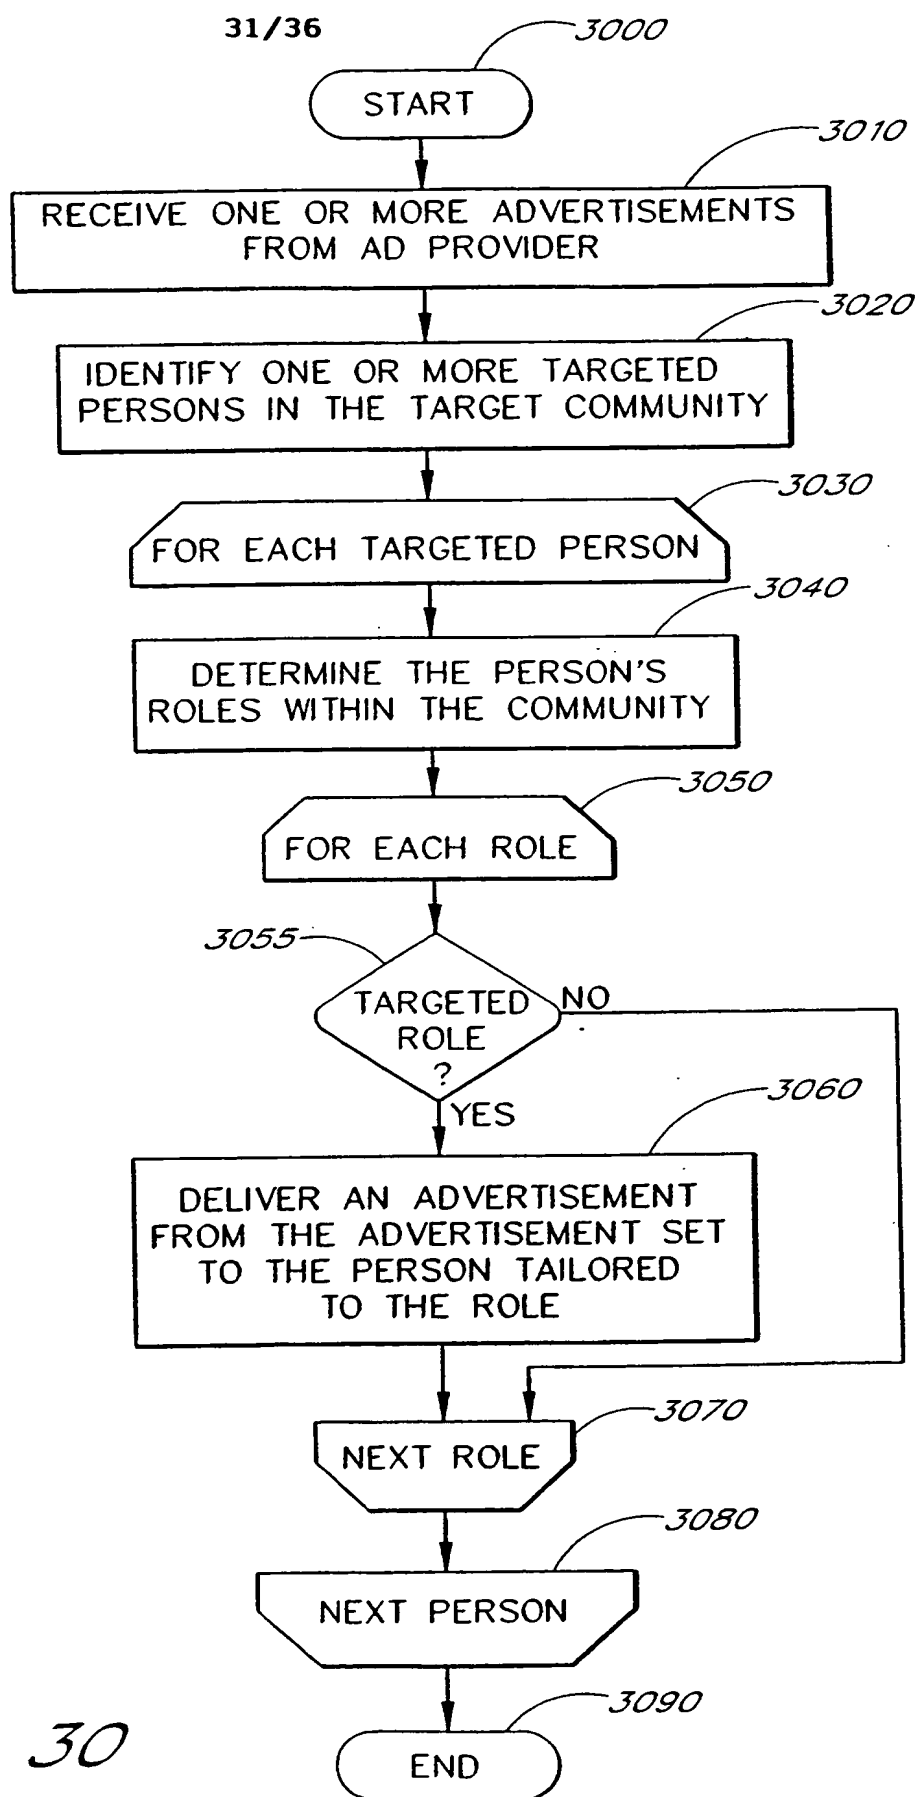 31/36
3000
START
3010
RECEIVE ONE OR MORE ADVERTISEMENTS
FROM AD PROVIDER
3020
IDENTIFY ONE OR MORE TARGETED
PERSONS IN THE TARGET COMMUNITY
3030
FOR EACH TARGETED PERSON
3040
DETERMINE THE PERSON'S
ROLES WITHIN THE COMMUNITY
3050
FOR EACH ROLE
3055
TARGETED
ROLE
?
NO
YES
3060
DELIVER AN ADVERTISEMENT
FROM THE ADVERTISEMENT SET
TO THE PERSON TAILORED
TO THE ROLE
3070
NEXT ROLE
3080
NEXT PERSON
3090
END
30